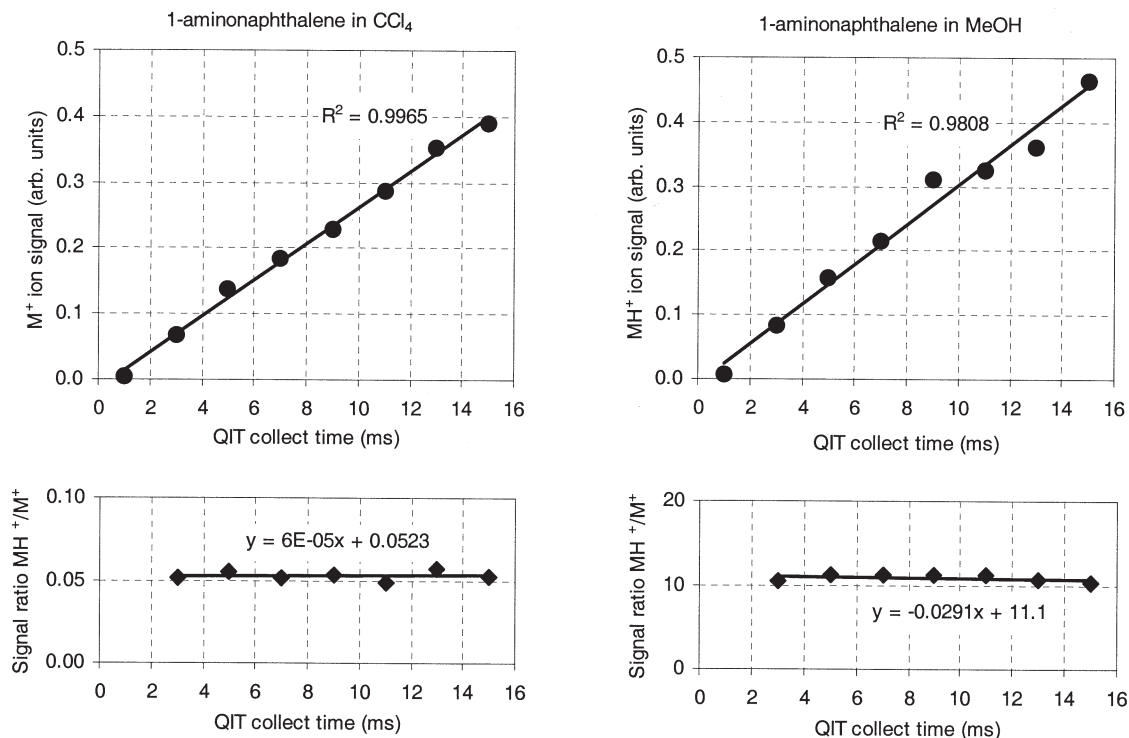 1-aminonaphthalene in CCl₄
M⁺ ion signal (arb. units)
0.5
0.4
0.3
0.2
0.1
0.0
R² = 0.9965
0 2 4 6 8 10 12 14 16
QIT collect time (ms)
1-aminonaphthalene in MeOH
MH⁺ ion signal (arb. units)
0.5
0.4
0.3
0.2
0.1
0.0
R² = 0.9808
0 2 4 6 8 10 12 14 16
QIT collect time (ms)
Signal ratio MH⁺/M⁺
0.10
0.05
0.00
y = 6E-05x + 0.0523
0 2 4 6 8 10 12 14 16
QIT collect time (ms)
Signal ratio MH⁺/M⁺
20
10
0
y = -0.0291x + 11.1
0 2 4 6 8 10 12 14 16
QIT collect time (ms)